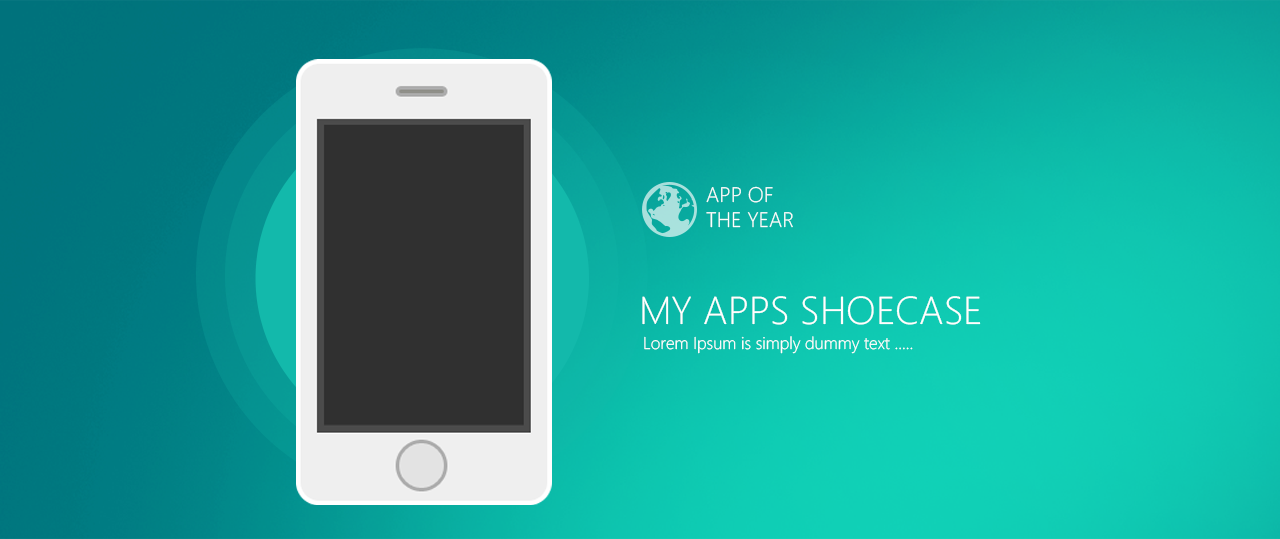 APP OF
THE YEAR
MY APPS SHOECASE
Lorem Ipsum is simply dummy text .....